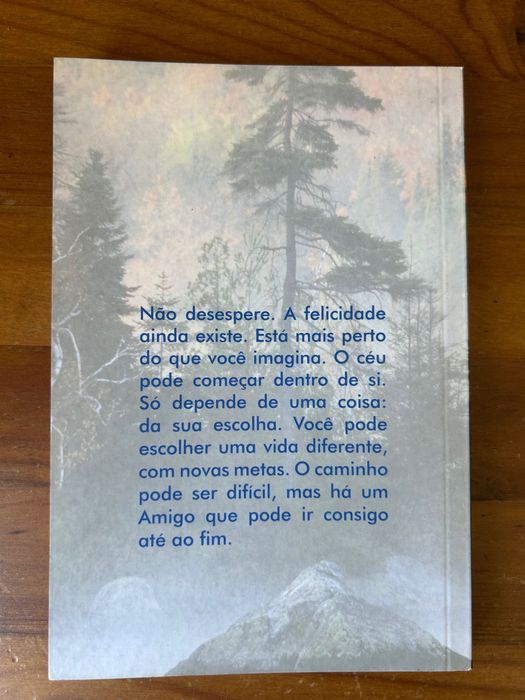 Não desespere. A felicidade
ainda existe. Está mais perto
do que você imagina. O céu
pode começar dentro de si.
Só depende de uma coisa:
da sua escolha. Você pode
escolher uma vida diferente,
com novas metas. O caminho
pode ser difícil, mas há um
Amigo que pode ir consigo
até ao fim.